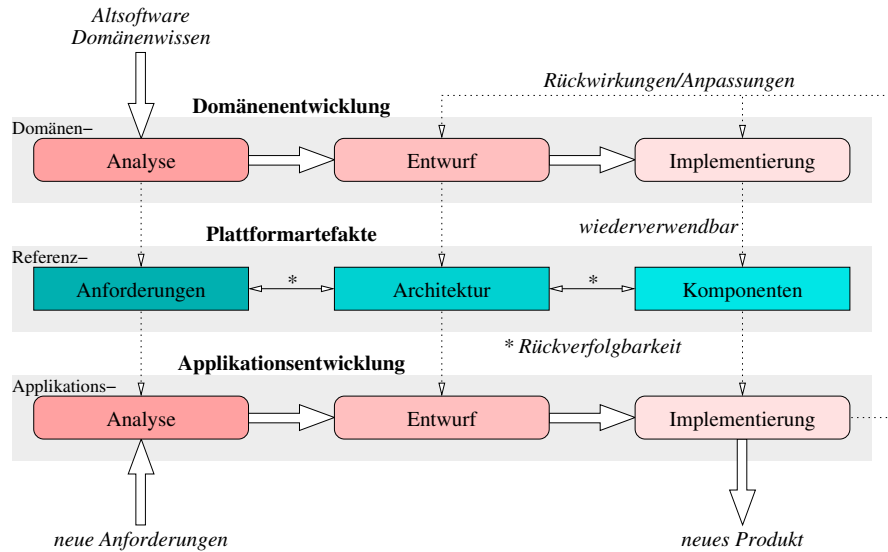 Altsoftware
Domänenwissen
Rückwirkungen/Anpassungen
Domänenentwicklung
Domänen−
Analyse
Entwurf
Implementierung
wiederverwendbar
Plattformartefakte
Referenz−
Anforderungen
*
Architektur
*
Komponenten
* Rückverfolgbarkeit
Applikationsentwicklung
Applikations−
Analyse
Entwurf
Implementierung
neue Anforderungen
neues Produkt